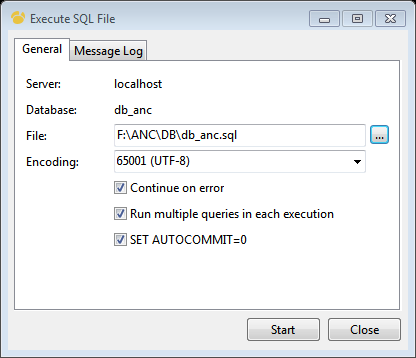 Execute SQL File
General Message Log
Server: localhost
Database: db_anc
File: F:\ANC\DB\db_anc.sql ...
Encoding: 65001 (UTF-8)
Continue on error
Run multiple queries in each execution
SET AUTOCOMMIT=0
Start Close